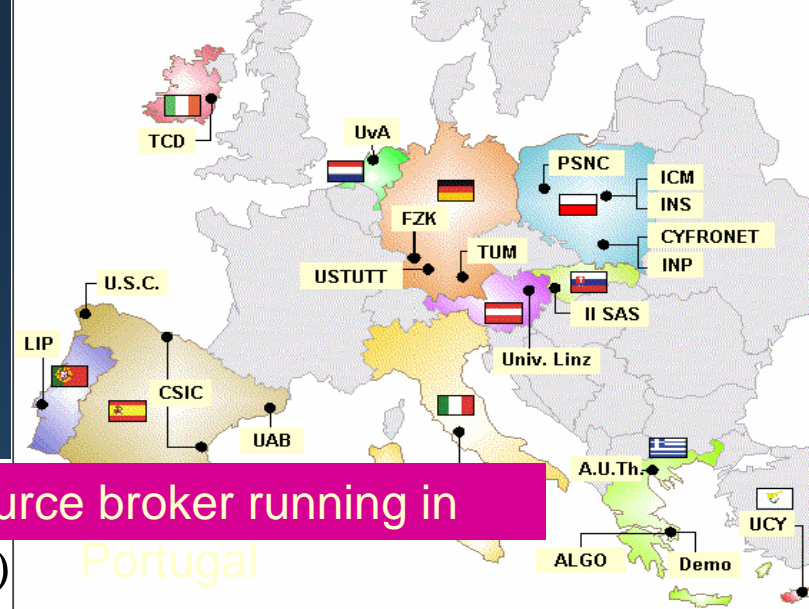 TCD
UvA
PSNC
ICM
INS
CYFRONET
INP
FZK
TUM
USTUTT
II SAS
Univ. Linz
U.S.C.
LIP
CSIC
UAB
A.U.Th.
UCY
ALGO
Demo
urce broker running in
Portugal
)